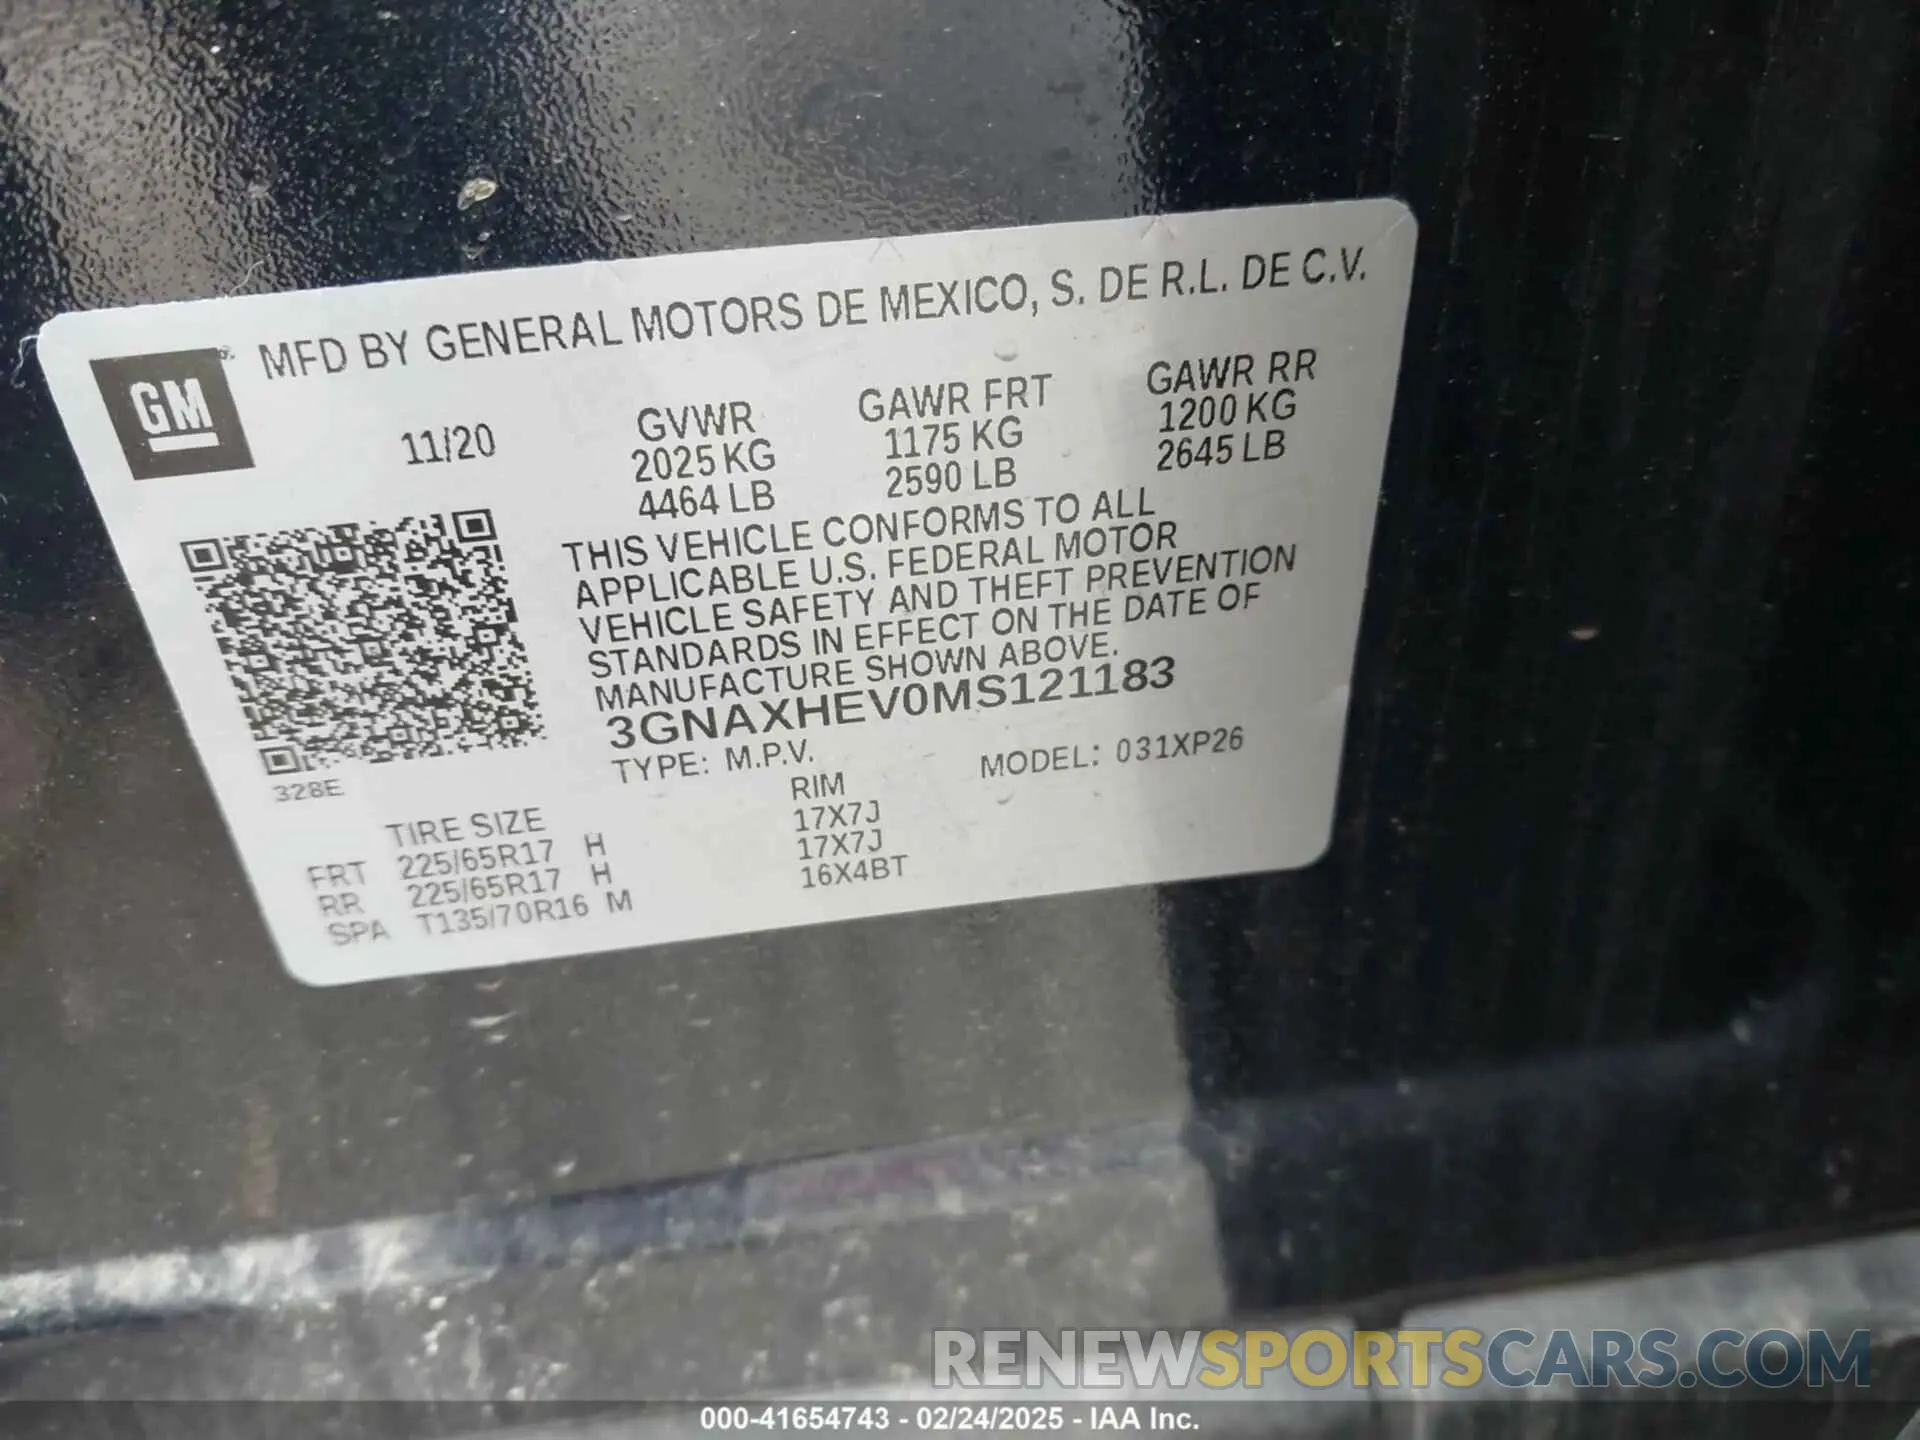 MFD BY GENERAL MOTORS DE MEXICO, S. DE R.L. DE C.V.
GM
11/20
GVWR
2025 KG
4464 LB
GAWR FRT
1175 KG
2590 LB
GAWR RR
1200 KG
2645 LB
THIS VEHICLE CONFORMS TO ALL
APPLICABLE U.S. FEDERAL MOTOR
VEHICLE SAFETY AND THEFT PREVENTION
STANDARDS IN EFFECT ON THE DATE OF
MANUFACTURE SHOWN ABOVE.
3GNAXHEV0MS121183
TYPE: M.P.V. MODEL: 031XP26
328E
TIRE SIZE RIM
FRT 225/65R17 H 17X7J
RR 225/65R17 H 17X7J
SPA T135/70R16 M 16X4BT
RENEWSPORTSCARS.COM
000-41654743 - 02/24/2025 - IAA Inc.